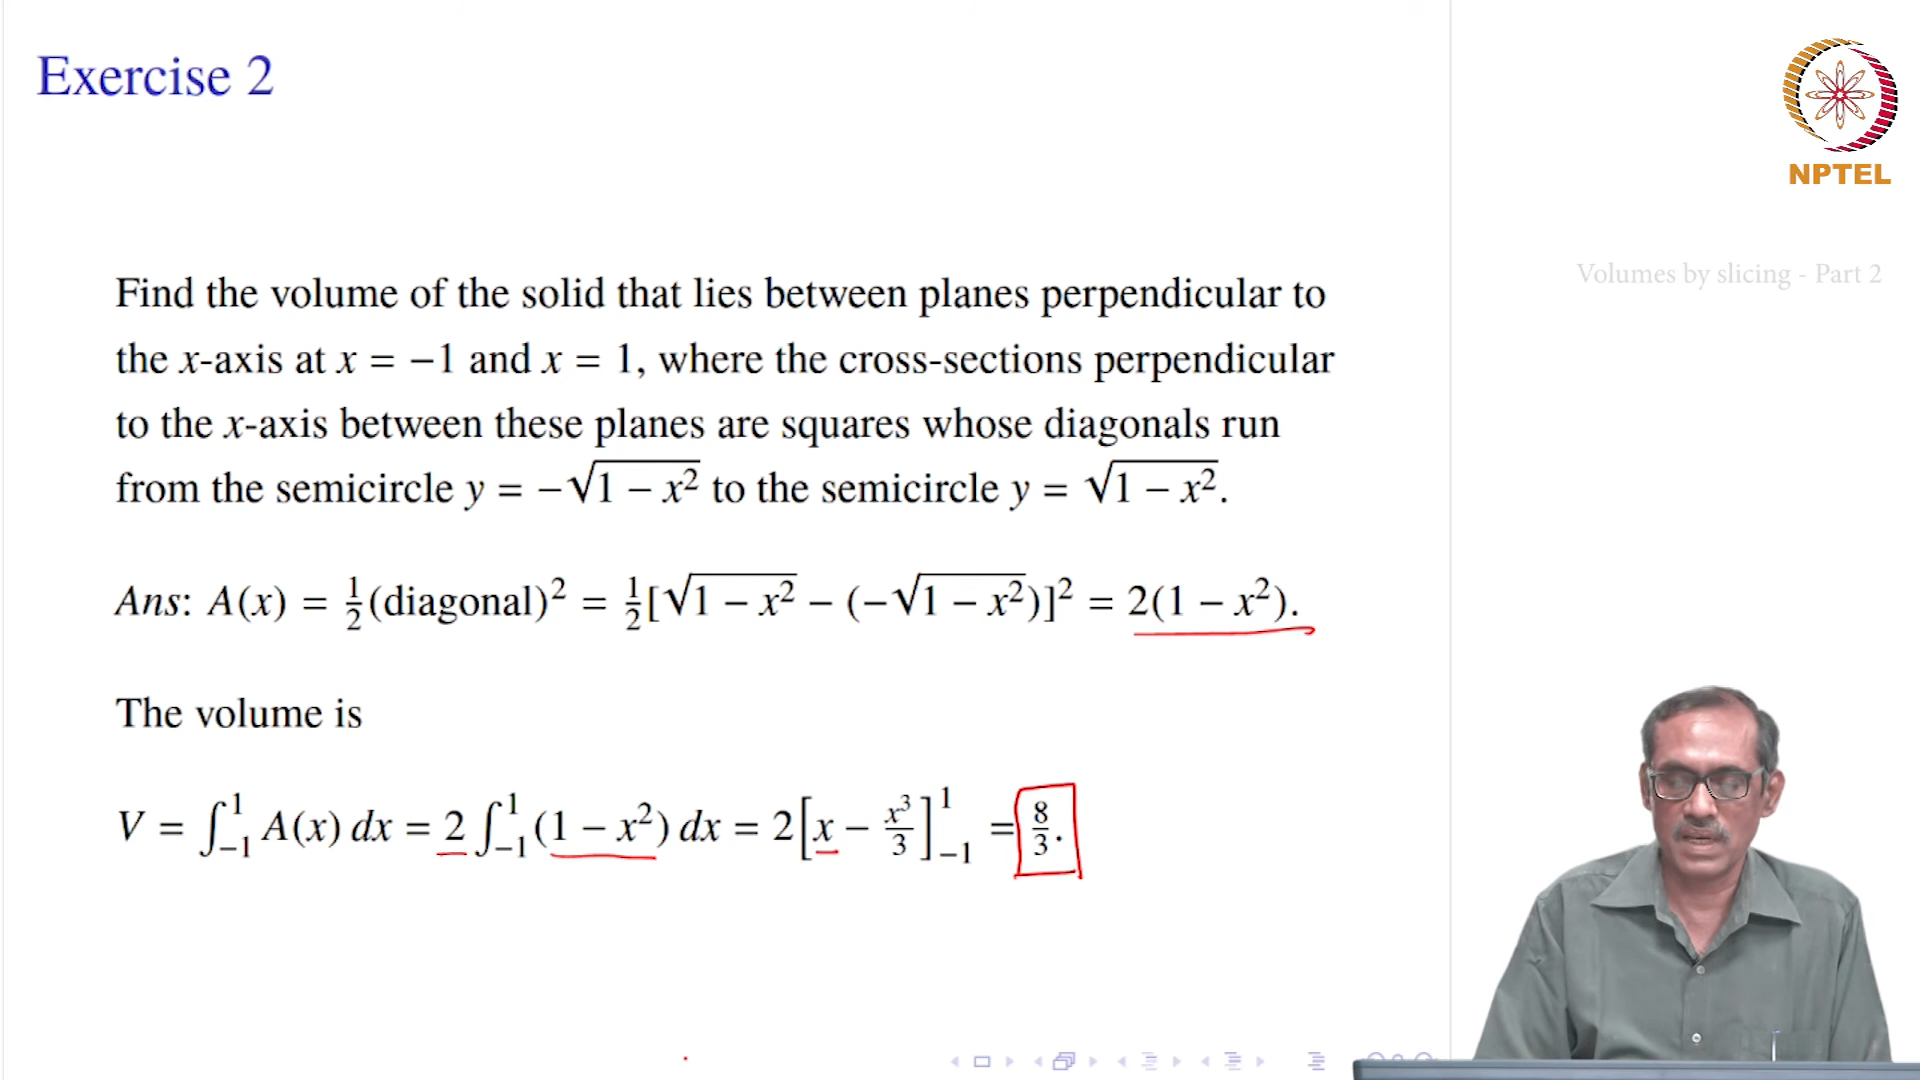 Exercise 2
NPTEL
Volumes by slicing - Part 2
Find the volume of the solid that lies between planes perpendicular to
the x-axis at x = −1 and x = 1, where the cross-sections perpendicular
to the x-axis between these planes are squares whose diagonals run
from the semicircle y = −√(1 − x²) to the semicircle y = √(1 − x²).
Ans: A(x) = ½(diagonal)² = ½[√(1 − x²) − (−√(1 − x²))]² = 2(1 − x²).
The volume is
V = ∫₋₁¹ A(x) dx = 2 ∫₋₁¹ (1 − x²) dx = 2[x − x³/3]₋₁¹ = 8/3.